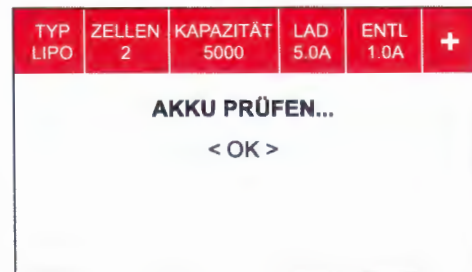 TYP ZELLEN KAPAZITÄT LAD ENTL +
LIPO 2 5000 5.0A 1.0A
AKKU PRÜFEN...
< OK >